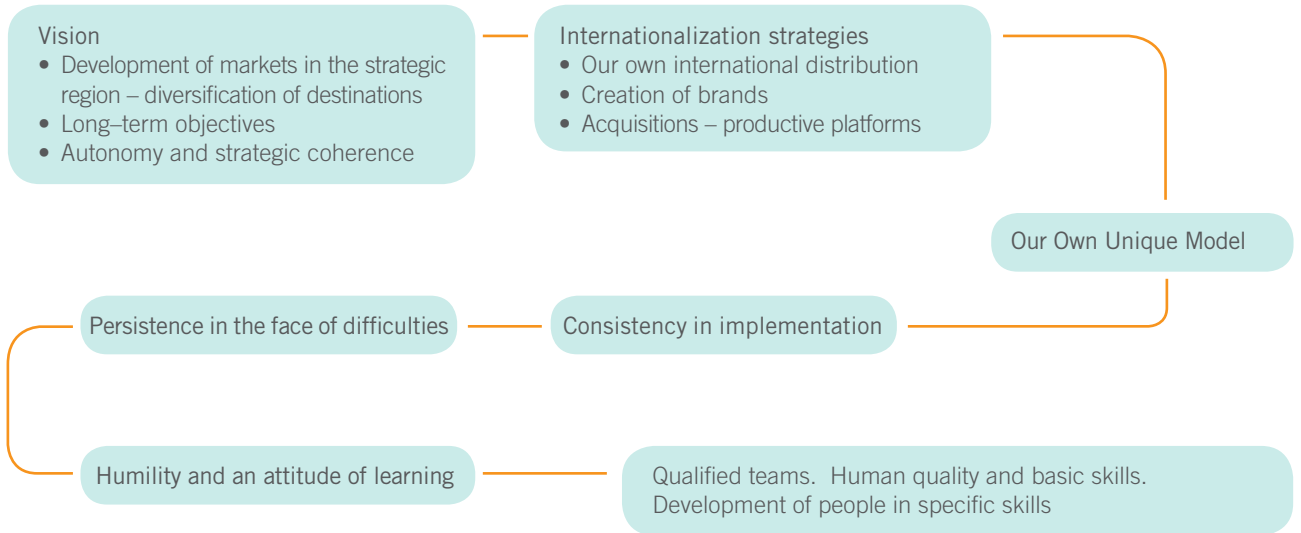 Vision
• Development of markets in the strategic
region – diversification of destinations
• Long–term objectives
• Autonomy and strategic coherence
Internationalization strategies
• Our own international distribution
• Creation of brands
• Acquisitions – productive platforms
Our Own Unique Model
Consistency in implementation
Persistence in the face of difficulties
Humility and an attitude of learning
Qualified teams.  Human quality and basic skills.
Development of people in specific skills